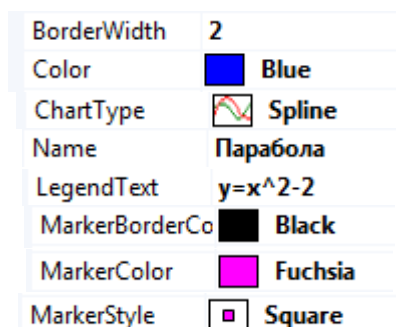 BorderWidth 2
Color Blue
ChartType Spline
Name Парабола
LegendText y=x^2-2
MarkerBorderCo Black
MarkerColor Fuchsia
MarkerStyle Square